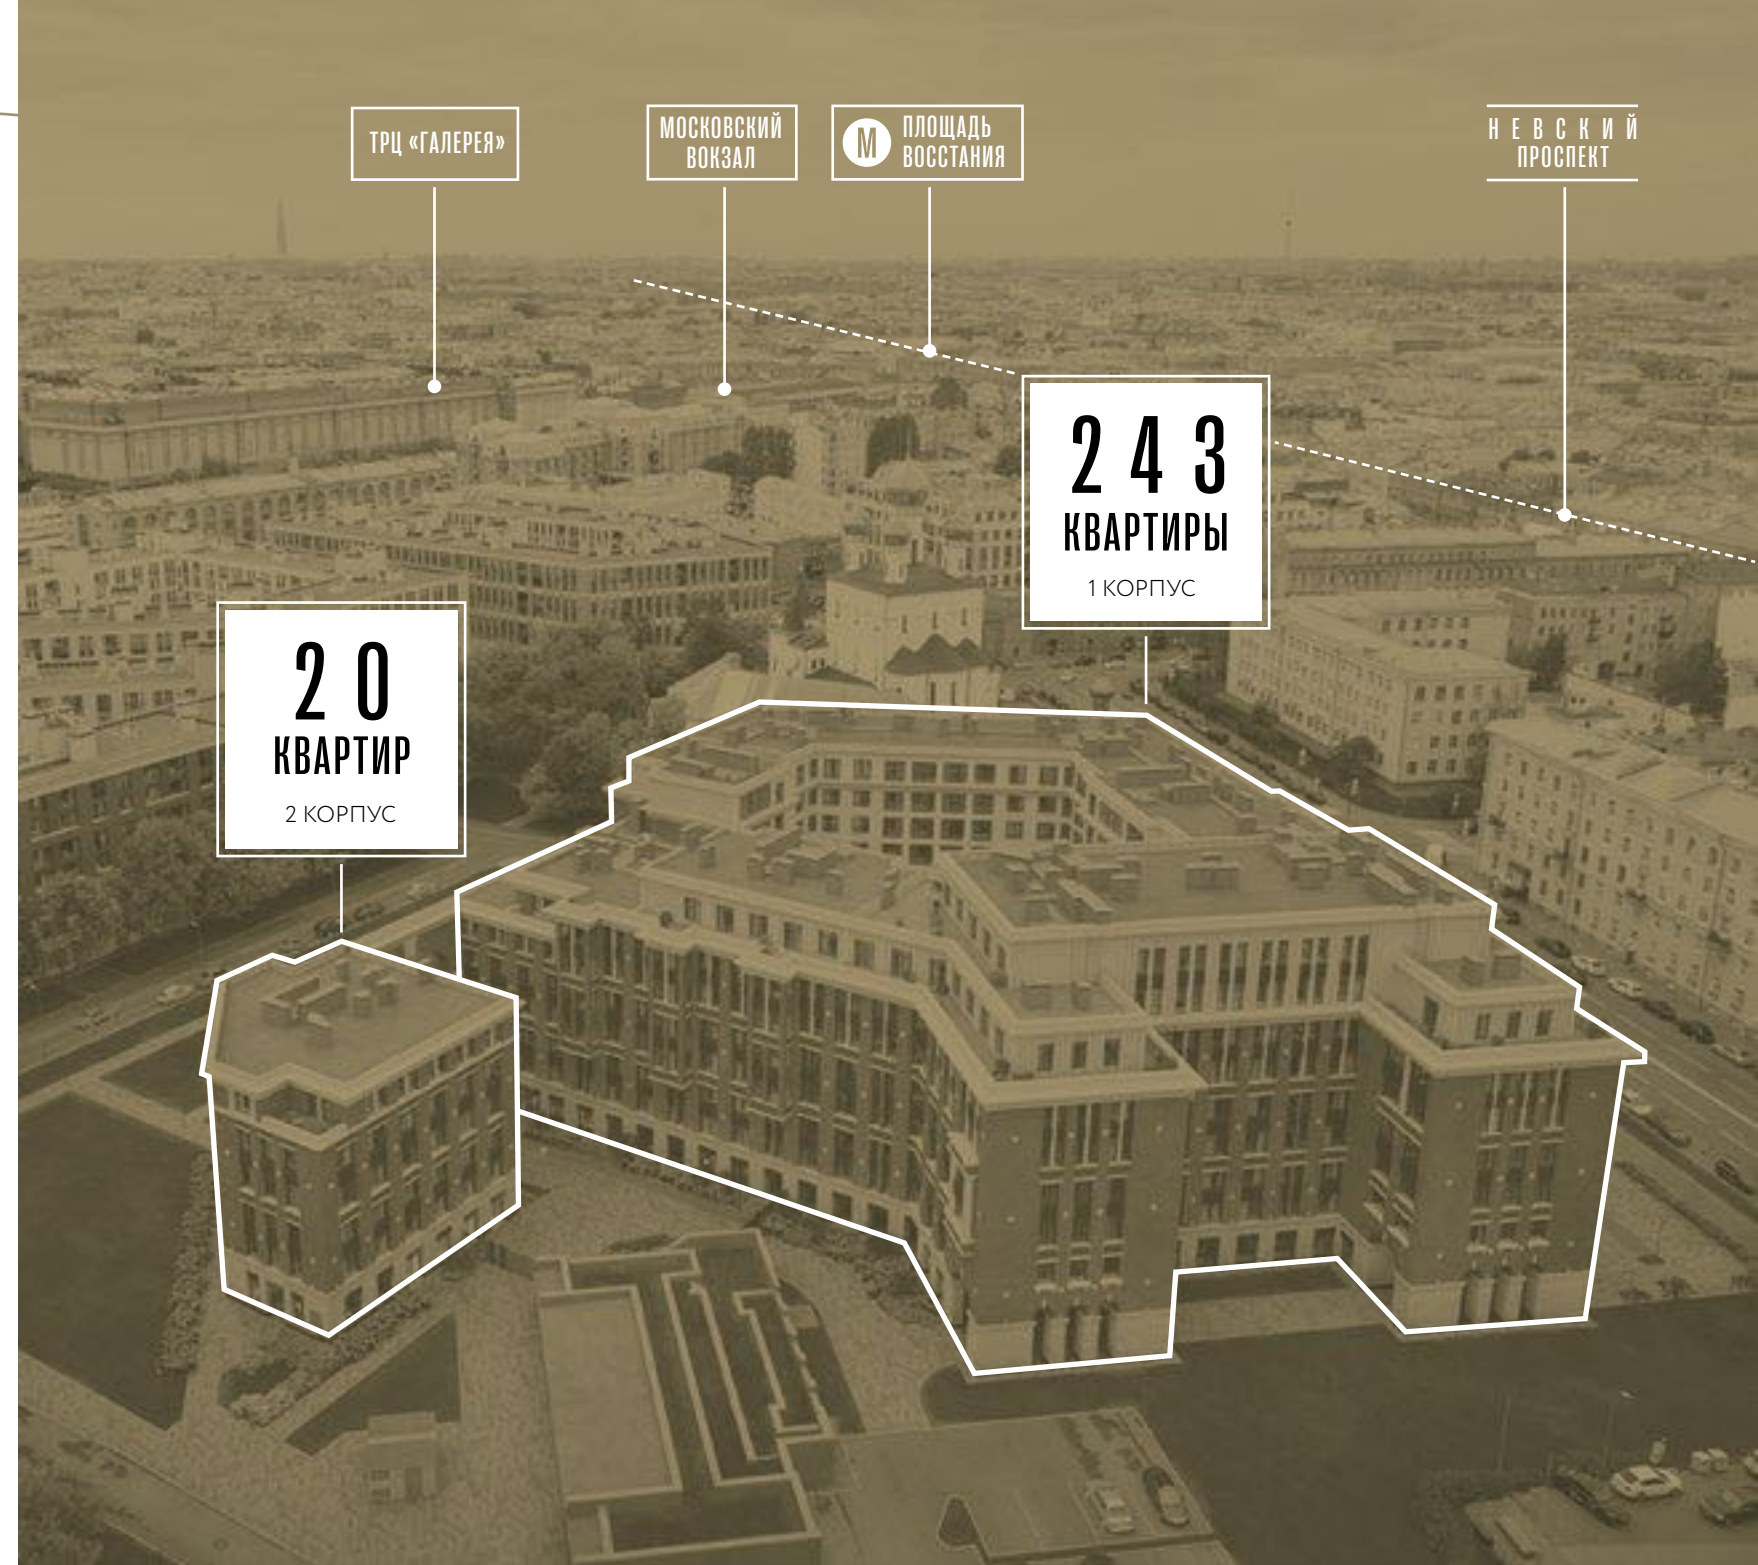 ТРЦ «ГАЛЕРЕЯ»
МОСКОВСКИЙ
ВОКЗАЛ
М
ПЛОЩАДЬ
ВОССТАНИЯ
НЕВСКИЙ
ПРОСПЕКТ
243
КВАРТИРЫ
1 КОРПУС
20
КВАРТИР
2 КОРПУС